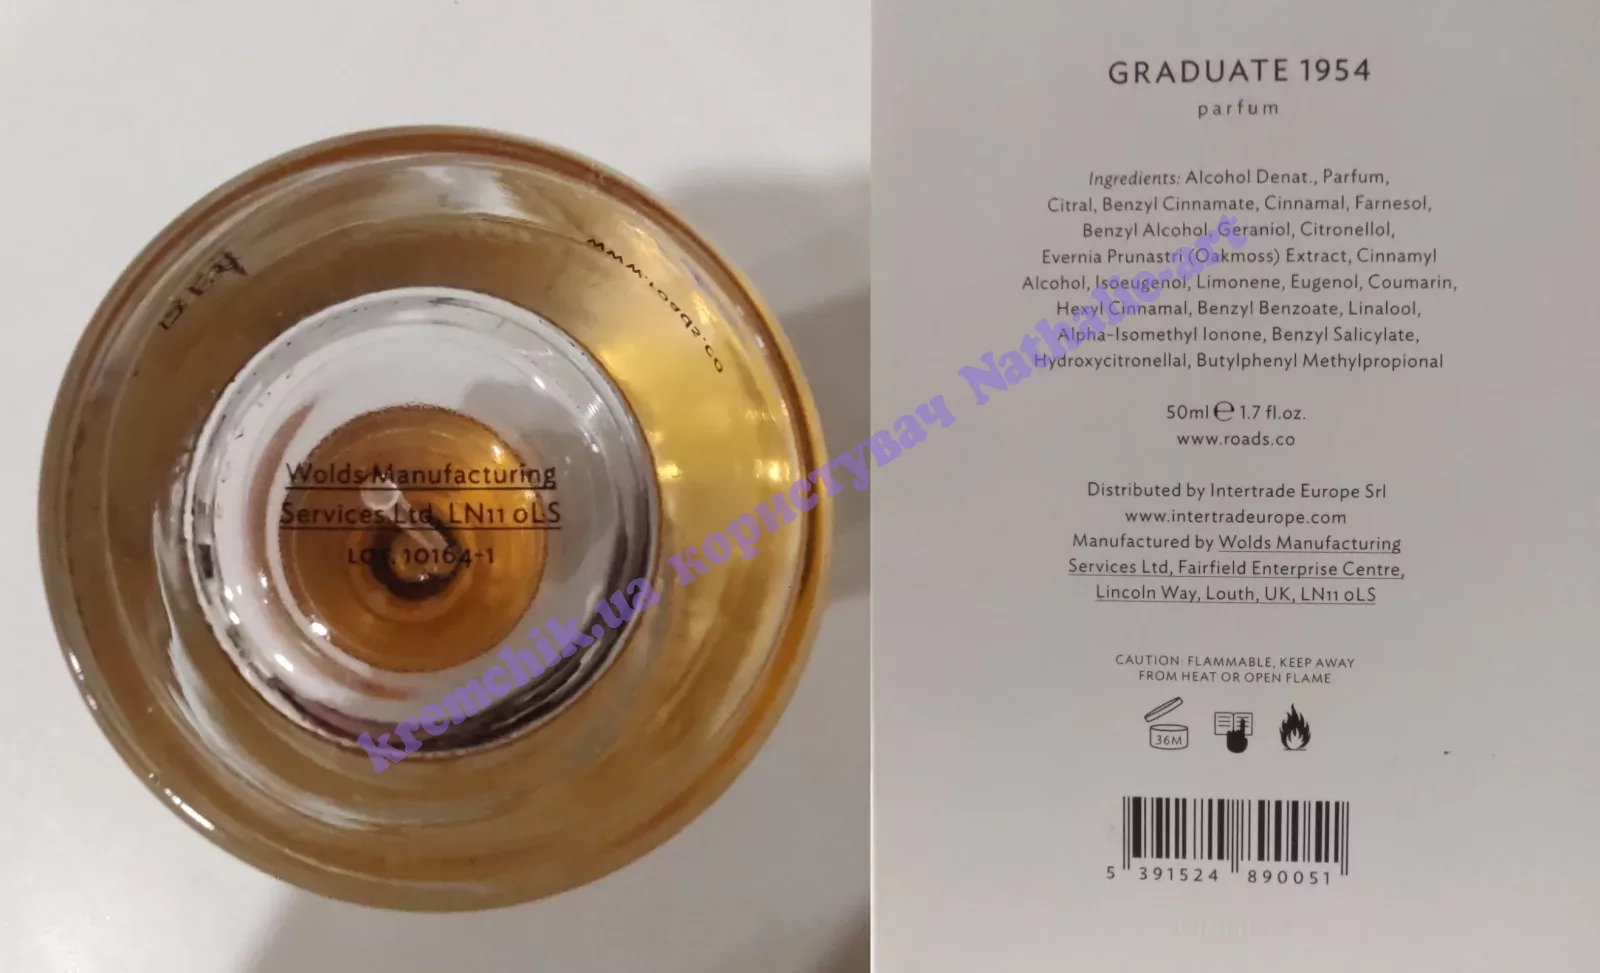 www.roads.co
Wolds Manufacturing
Services Ltd, LN11 0LS
LOT. 10164-1
GRADUATE 1954
parfum
Ingredients: Alcohol Denat., Parfum,
Citral, Benzyl Cinnamate, Cinnamal, Farnesol,
Benzyl Alcohol, Geraniol, Citronellol,
Evernia Prunastri (Oakmoss) Extract, Cinnamyl
Alcohol, Isoeugenol, Limonene, Eugenol, Coumarin,
Hexyl Cinnamal, Benzyl Benzoate, Linalool,
Alpha-Isomethyl Ionone, Benzyl Salicylate,
Hydroxycitronellal, Butylphenyl Methylpropional
50ml ℮ 1.7 fl.oz.
www.roads.co
Distributed by Intertrade Europe Srl
www.intertradeurope.com
Manufactured by Wolds Manufacturing
Services Ltd, Fairfield Enterprise Centre,
Lincoln Way, Louth, UK, LN11 0LS
CAUTION: FLAMMABLE, KEEP AWAY
FROM HEAT OR OPEN FLAME
36M
5 391524 890051
kremchik.ua користувач Nathalie-art